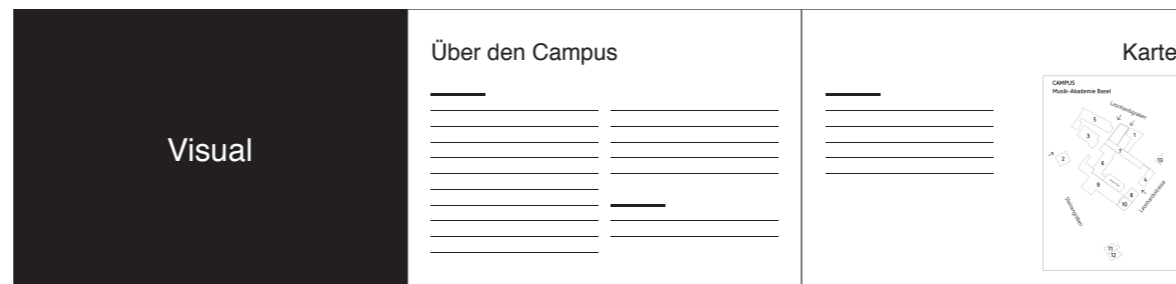 Visual
Über den Campus
Karte
CAMPUS
Musik-Akademie Basel
Leonhardsgraben
5
1
3
7
2
6
13
4
9
8
10
Leonhardsstrasse
Steinengraben
11
12